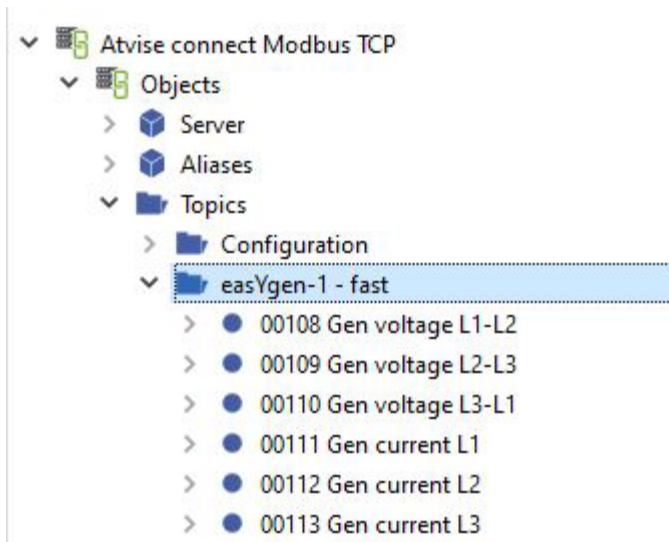 Atvise connect Modbus TCP
Objects
Server
Aliases
Topics
Configuration
easYgen-1 - fast
00108 Gen voltage L1-L2
00109 Gen voltage L2-L3
00110 Gen voltage L3-L1
00111 Gen current L1
00112 Gen current L2
00113 Gen current L3